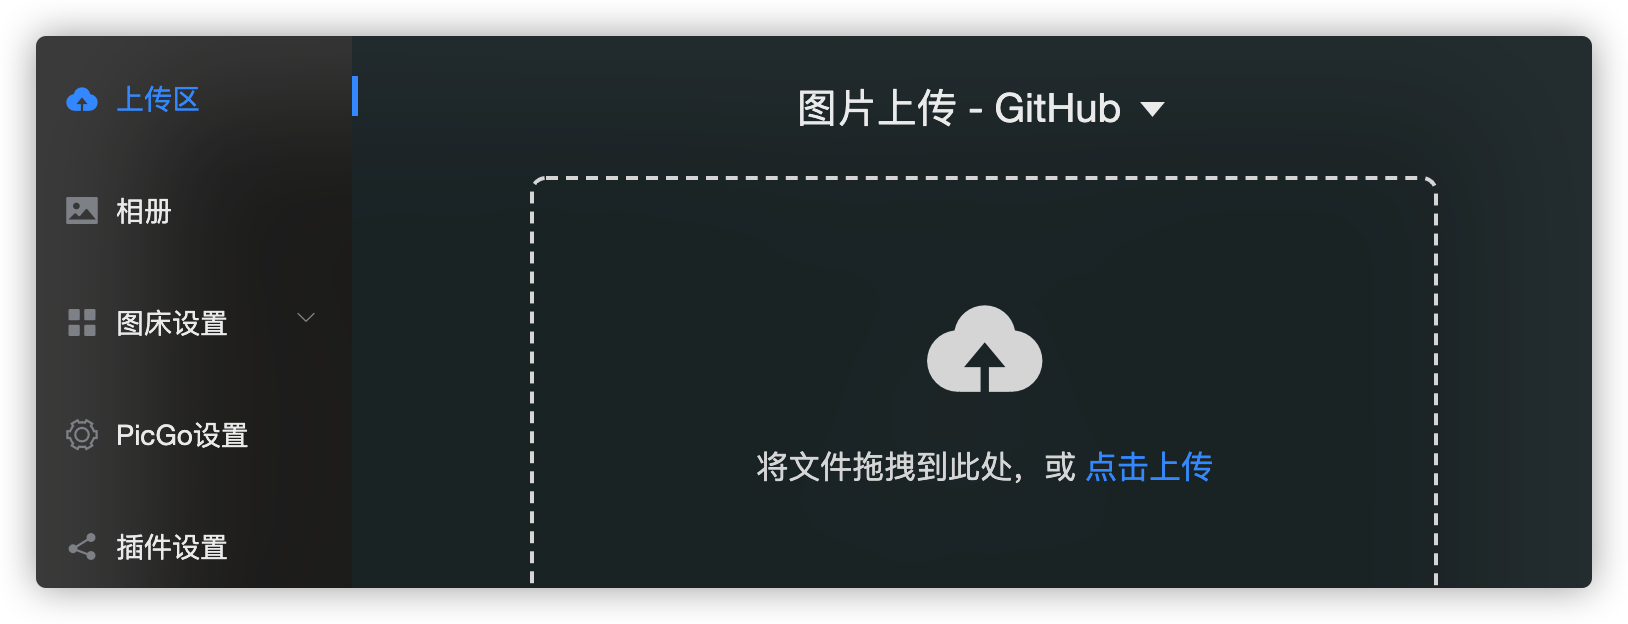 上传区
相册
图床设置
PicGo设置
插件设置
图片上传 - GitHub
将文件拖拽到此处，或 点击上传